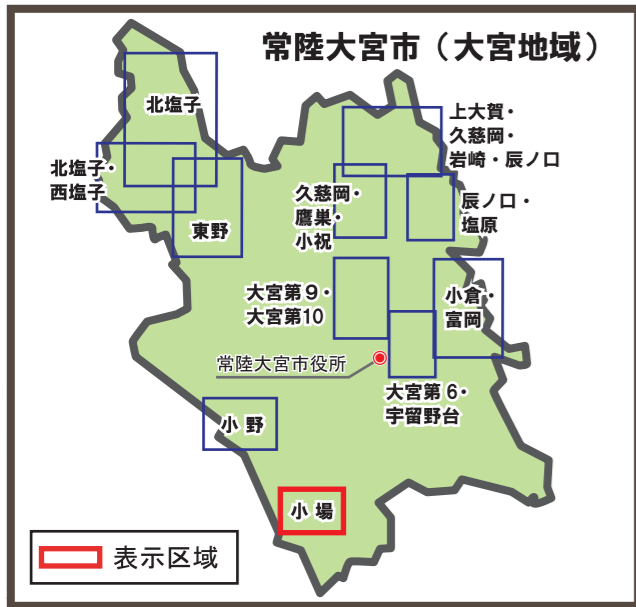 常陸大宮市（大宮地域）
北塩子
上大賀・
久慈岡・
岩崎・辰ノ口
北塩子・
西塩子
久慈岡・
鷹巣・
小祝
辰ノ口・
塩原
東野
大宮第９・
大宮第10
小倉・
富岡
常陸大宮市役所
大宮第６・
宇留野台
小 野
小 場
表示区域